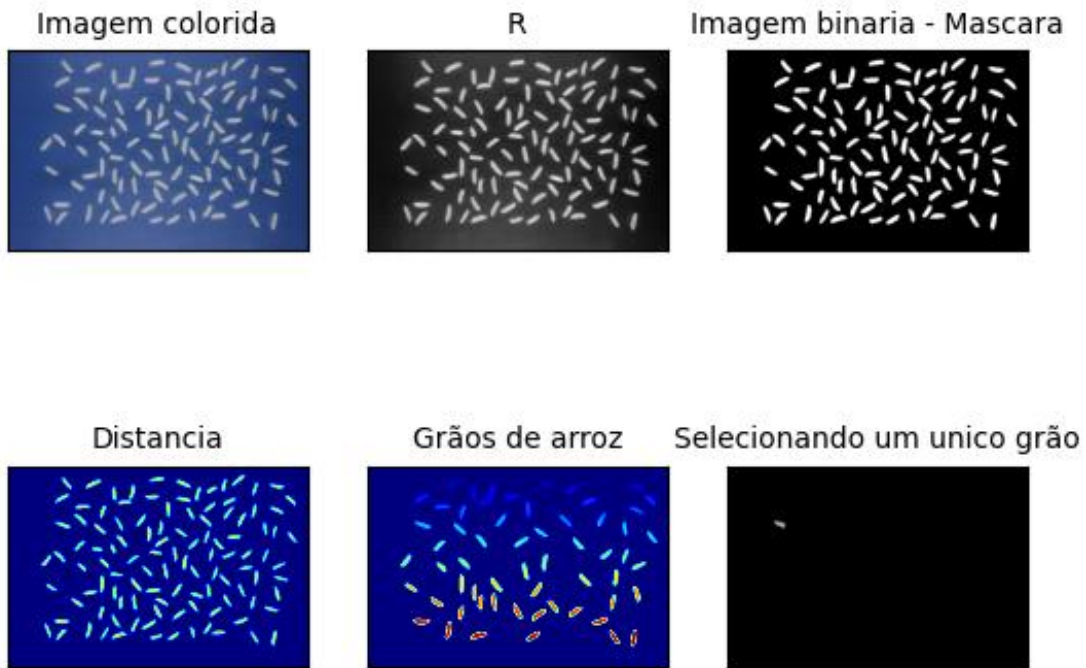 Imagem colorida
R
Imagem binaria - Mascara
Distancia
Grãos de arroz
Selecionando um unico grão